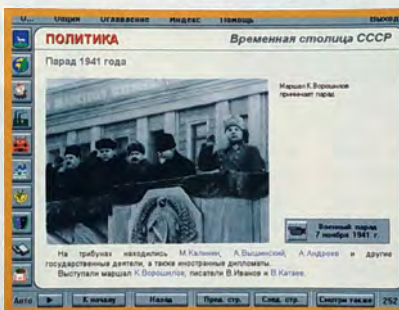 Опции Оглавление Индекс Помощь Выход
ПОЛИТИКА
Временная столица СССР
Парад 1941 года
Маршал К.Ворошилов
принимает парад
Военный парад
7 ноября 1941 г.
На трибунах находились М.Калинин, А.Вышинский, А.Андреев и другие
государственные деятели, а также иностранные дипломаты.
Выступали маршал К.Ворошилов, писатели В.Иванов и В.Катаев.
Авто К началу Назад Пред. стр. След. стр. Смотри также 252